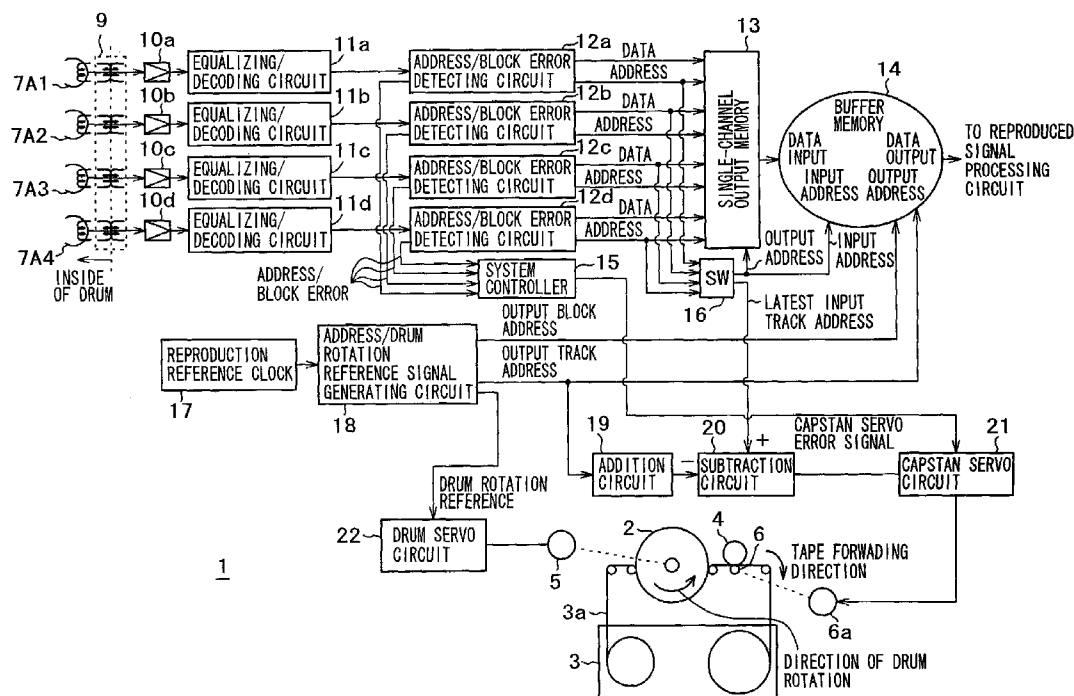 9
10a
11a
12a
13
7A1
EQUALIZING/
DECODING CIRCUIT
ADDRESS/BLOCK ERROR
DETECTING CIRCUIT
DATA
ADDRESS
10b
11b
12b
14
7A2
EQUALIZING/
DECODING CIRCUIT
ADDRESS/BLOCK ERROR
DETECTING CIRCUIT
DATA
ADDRESS
10c
11c
12c
7A3
EQUALIZING/
DECODING CIRCUIT
ADDRESS/BLOCK ERROR
DETECTING CIRCUIT
DATA
ADDRESS
10d
11d
12d
7A4
EQUALIZING/
DECODING CIRCUIT
ADDRESS/BLOCK ERROR
DETECTING CIRCUIT
DATA
ADDRESS
SINGLE-CHANNEL
OUTPUT MEMORY
BUFFER
MEMORY
DATA
INPUT
DATA
OUTPUT
INPUT
ADDRESS
OUTPUT
ADDRESS
TO REPRODUCED
SIGNAL
PROCESSING
CIRCUIT
INSIDE
OF DRUM
ADDRESS/
BLOCK ERROR
SYSTEM
CONTROLLER
15
SW
16
OUTPUT
ADDRESS
INPUT
ADDRESS
LATEST INPUT
TRACK ADDRESS
OUTPUT BLOCK
ADDRESS
OUTPUT TRACK
ADDRESS
REPRODUCTION
REFERENCE CLOCK
17
ADDRESS/DRUM
ROTATION
REFERENCE SIGNAL
GENERATING CIRCUIT
18
19
20
+
CAPSTAN SERVO
ERROR SIGNAL
21
ADDITION
CIRCUIT
−
SUBTRACTION
CIRCUIT
CAPSTAN SERVO
CIRCUIT
DRUM ROTATION
REFERENCE
22
DRUM SERVO
CIRCUIT
5
2
4
6
TAPE FORWADING
DIRECTION
6a
1
3a
3
DIRECTION OF DRUM
ROTATION